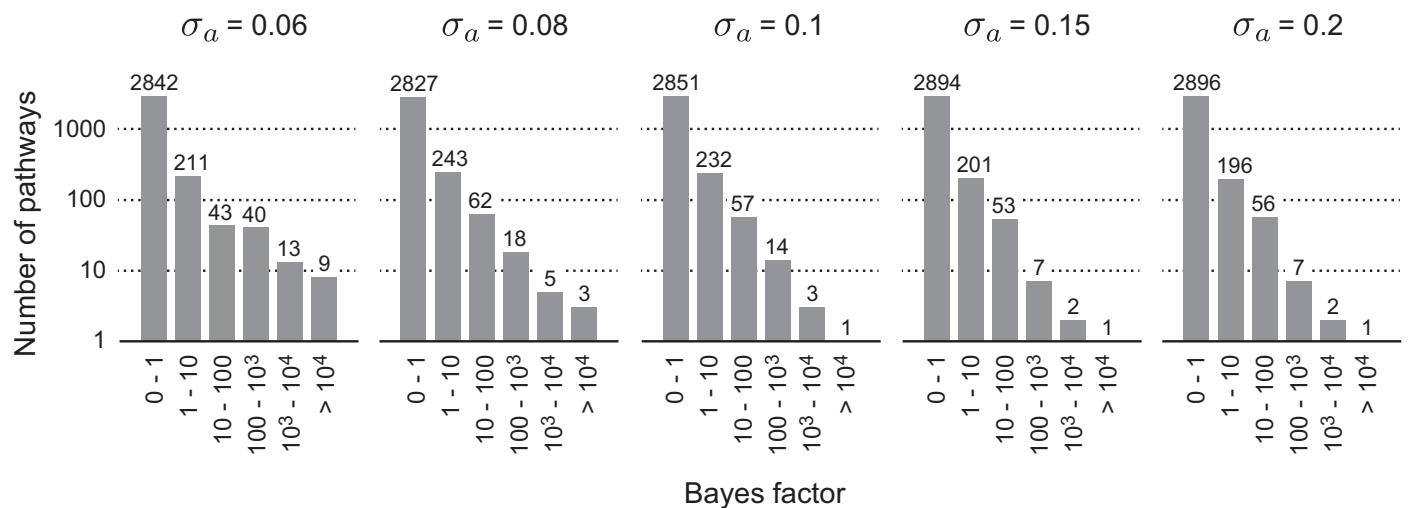 σₐ = 0.06
σₐ = 0.08
σₐ = 0.1
σₐ = 0.15
σₐ = 0.2
Number of pathways
1000
100
10
1
2842
211
43
40
13
9
2827
243
62
18
5
3
2851
232
57
14
3
1
2894
201
53
7
2
1
2896
196
56
7
2
1
0 - 1
1 - 10
10 - 100
100 - 10³
10³ - 10⁴
> 10⁴
0 - 1
1 - 10
10 - 100
100 - 10³
10³ - 10⁴
> 10⁴
0 - 1
1 - 10
10 - 100
100 - 10³
10³ - 10⁴
> 10⁴
0 - 1
1 - 10
10 - 100
100 - 10³
10³ - 10⁴
> 10⁴
0 - 1
1 - 10
10 - 100
100 - 10³
10³ - 10⁴
> 10⁴
Bayes factor